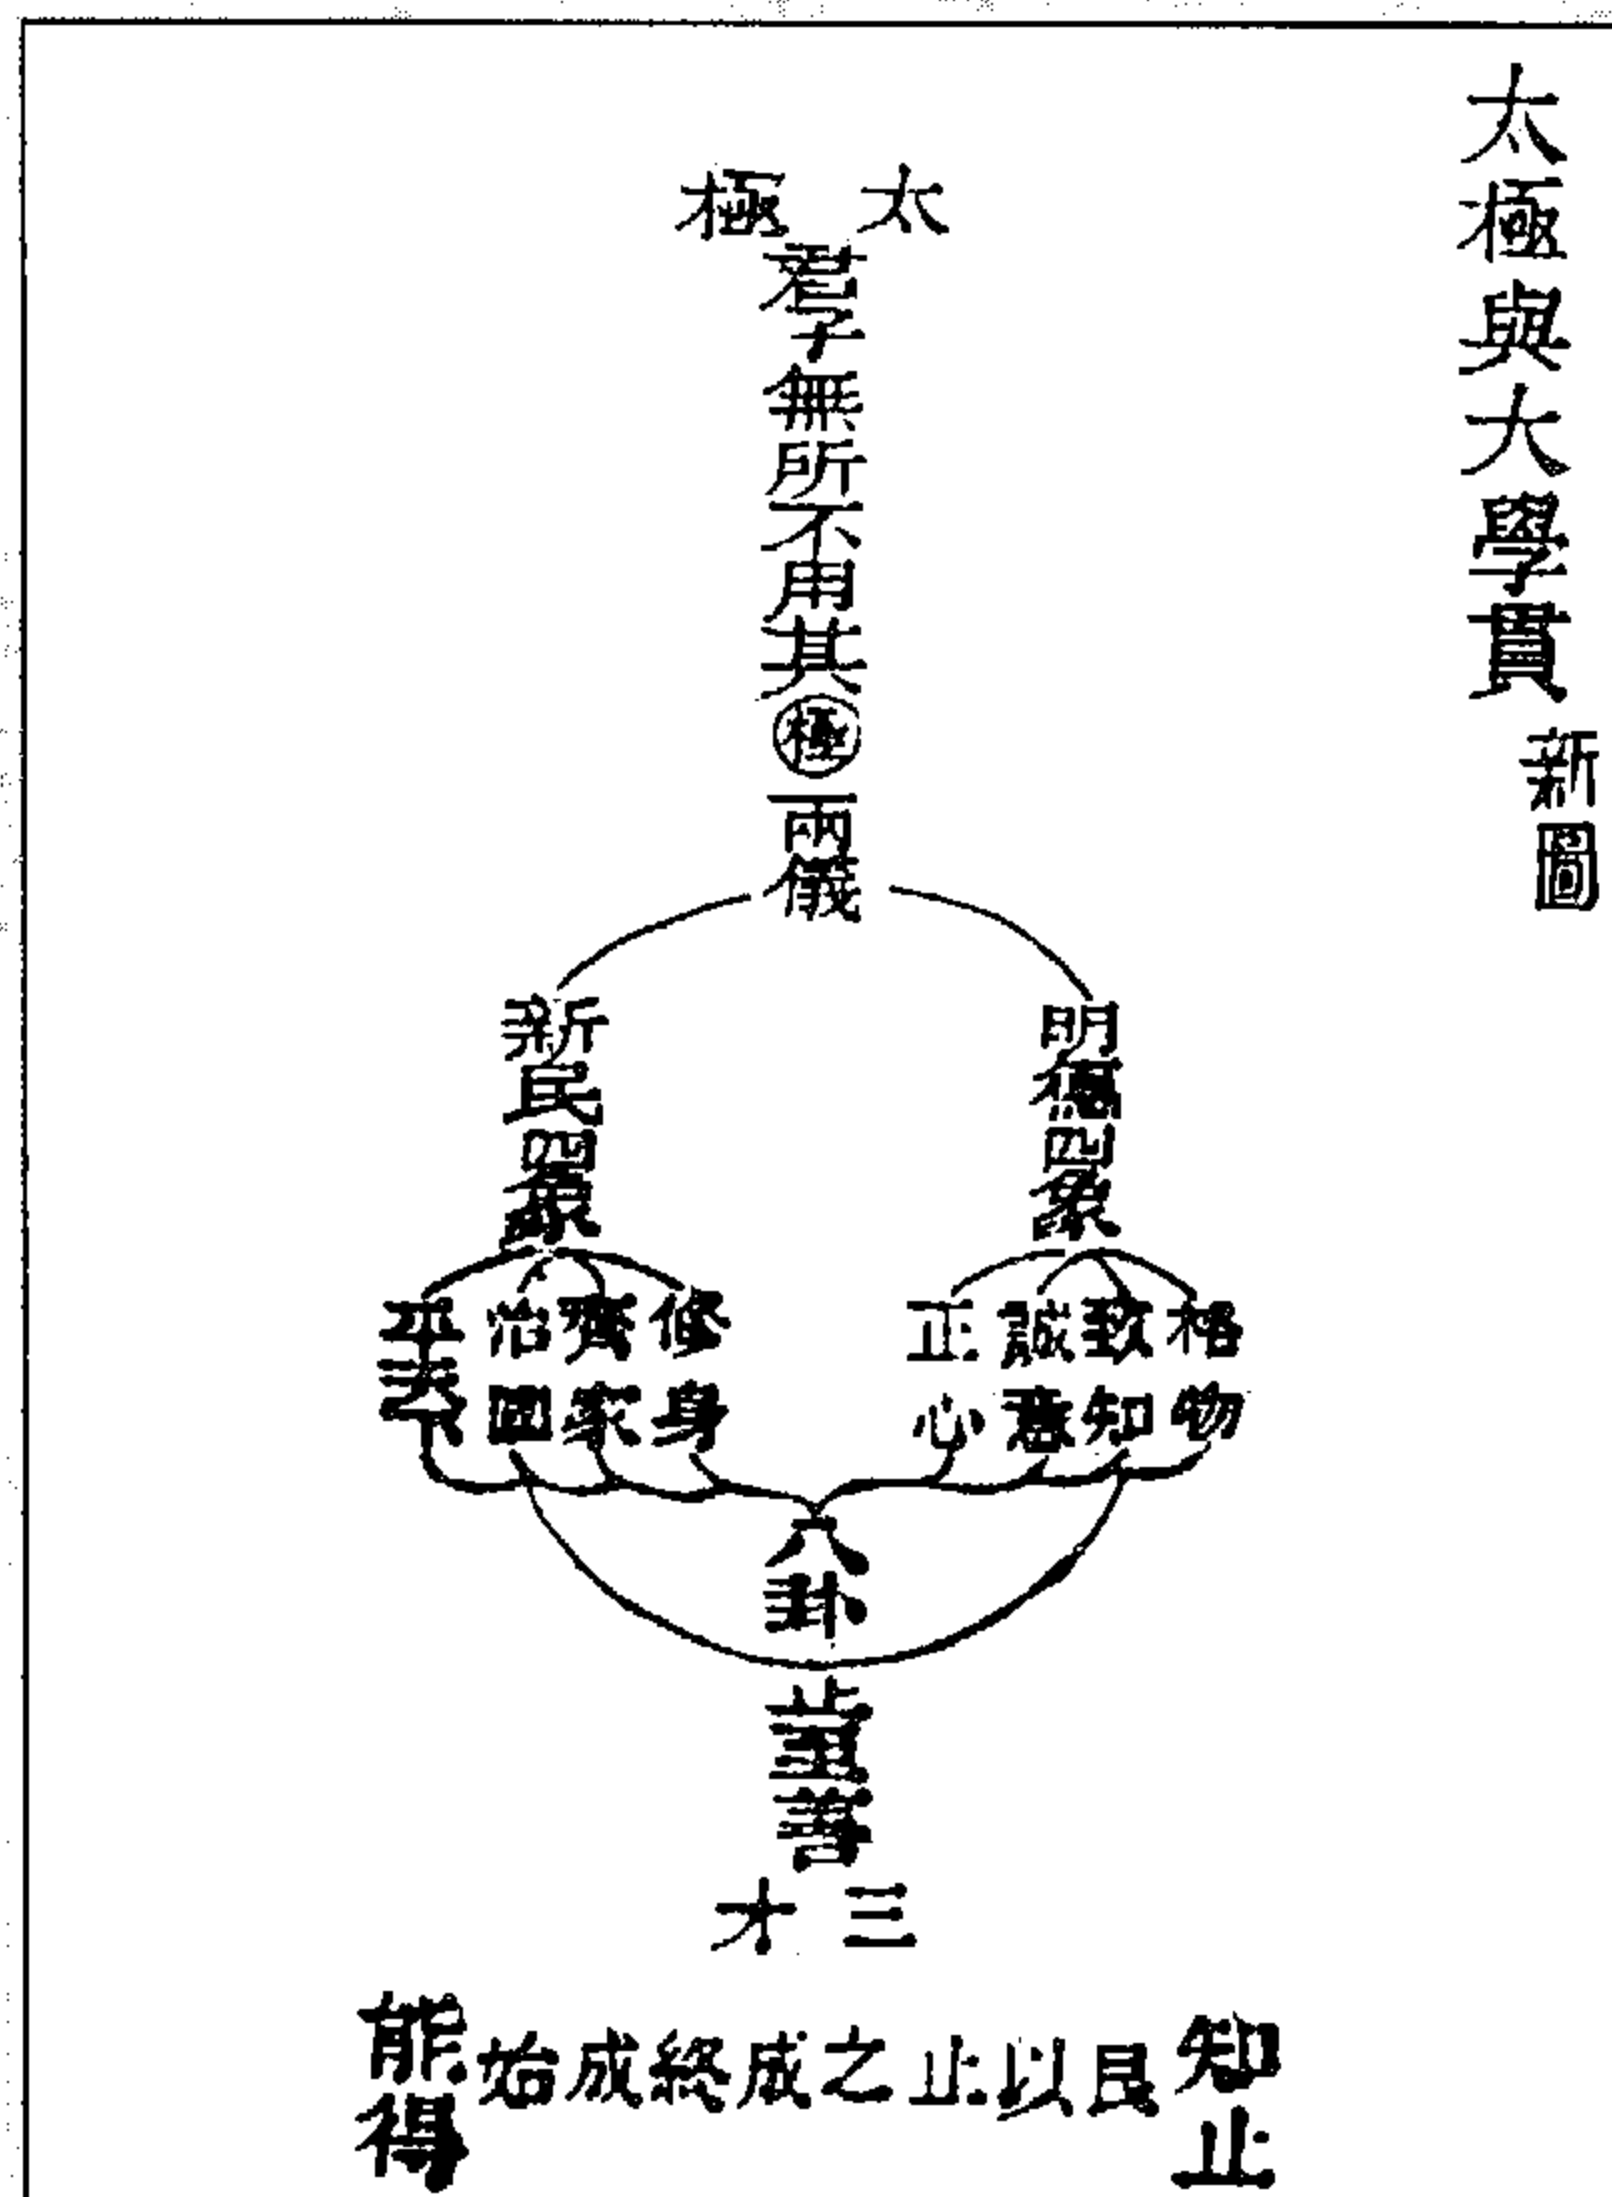 太極與大學貫
新圖
太極
君子無所不用其極
兩儀
明德四象
新民四象
格物
致知
誠意
正心
修身
齊家
治國
平天下
八卦
止至善
三才
知止
艮以止之成終成始
能得